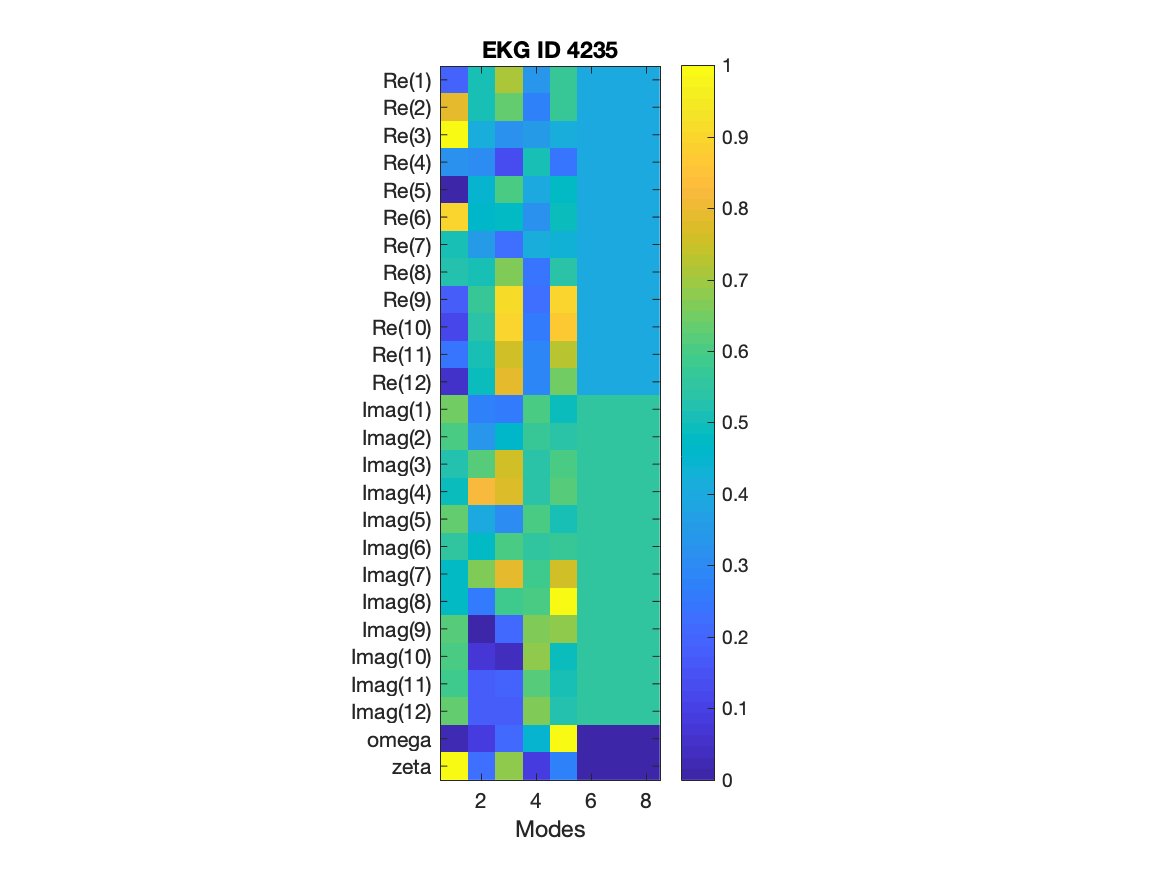 EKG ID 4235
Re(1)
Re(2)
Re(3)
Re(4)
Re(5)
Re(6)
Re(7)
Re(8)
Re(9)
Re(10)
Re(11)
Re(12)
Imag(1)
Imag(2)
Imag(3)
Imag(4)
Imag(5)
Imag(6)
Imag(7)
Imag(8)
Imag(9)
Imag(10)
Imag(11)
Imag(12)
omega
zeta
2 4 6 8
Modes
1
0.9
0.8
0.7
0.6
0.5
0.4
0.3
0.2
0.1
0